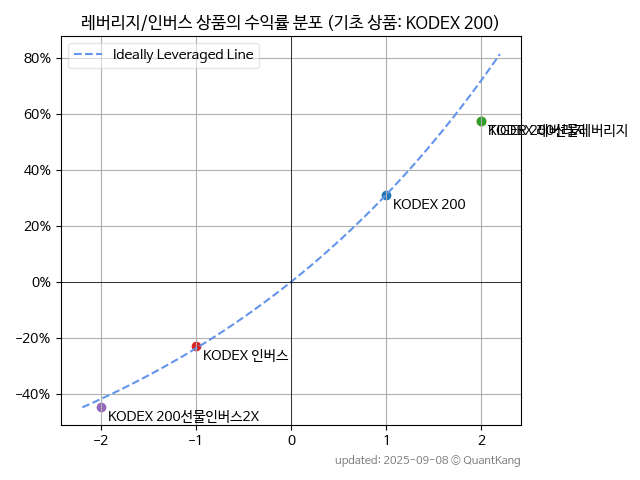 레버리지/인버스 상품의 수익률 분포 (기초 상품: KODEX 200)
Ideally Leveraged Line
80%
60%
40%
20%
0%
−20%
−40%
KODEX 200
KODEX 인버스
KODEX 200선물인버스2X
−2
−1
0
1
2
updated: 2025-09-08 © QuantKang